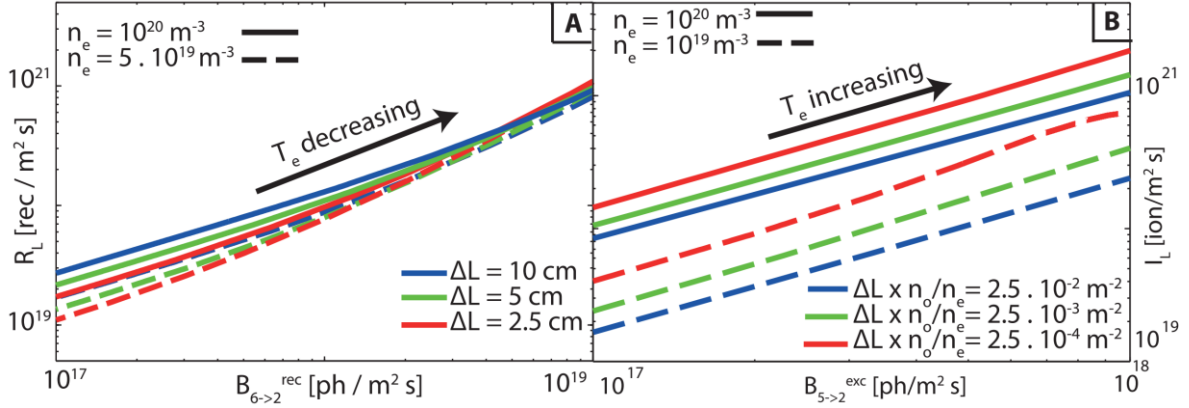 A
n_e = 10^20 m^-3
n_e = 5 . 10^19 m^-3
T_e decreasing
R_L [rec / m^2 s]
10^21
10^19
ΔL = 10 cm
ΔL = 5 cm
ΔL = 2.5 cm
10^17
B_6->2^rec [ph / m^2 s]
10^19
B
n_e = 10^20 m^-3
n_e = 10^19 m^-3
T_e increasing
10^21
I_L [ion/m^2 s]
10^19
ΔL x n_o/n_e = 2.5 . 10^-2 m^-2
ΔL x n_o/n_e = 2.5 . 10^-3 m^-2
ΔL x n_o/n_e = 2.5 . 10^-4 m^-2
10^17
B_5->2^exc [ph/m^2 s]
10^18